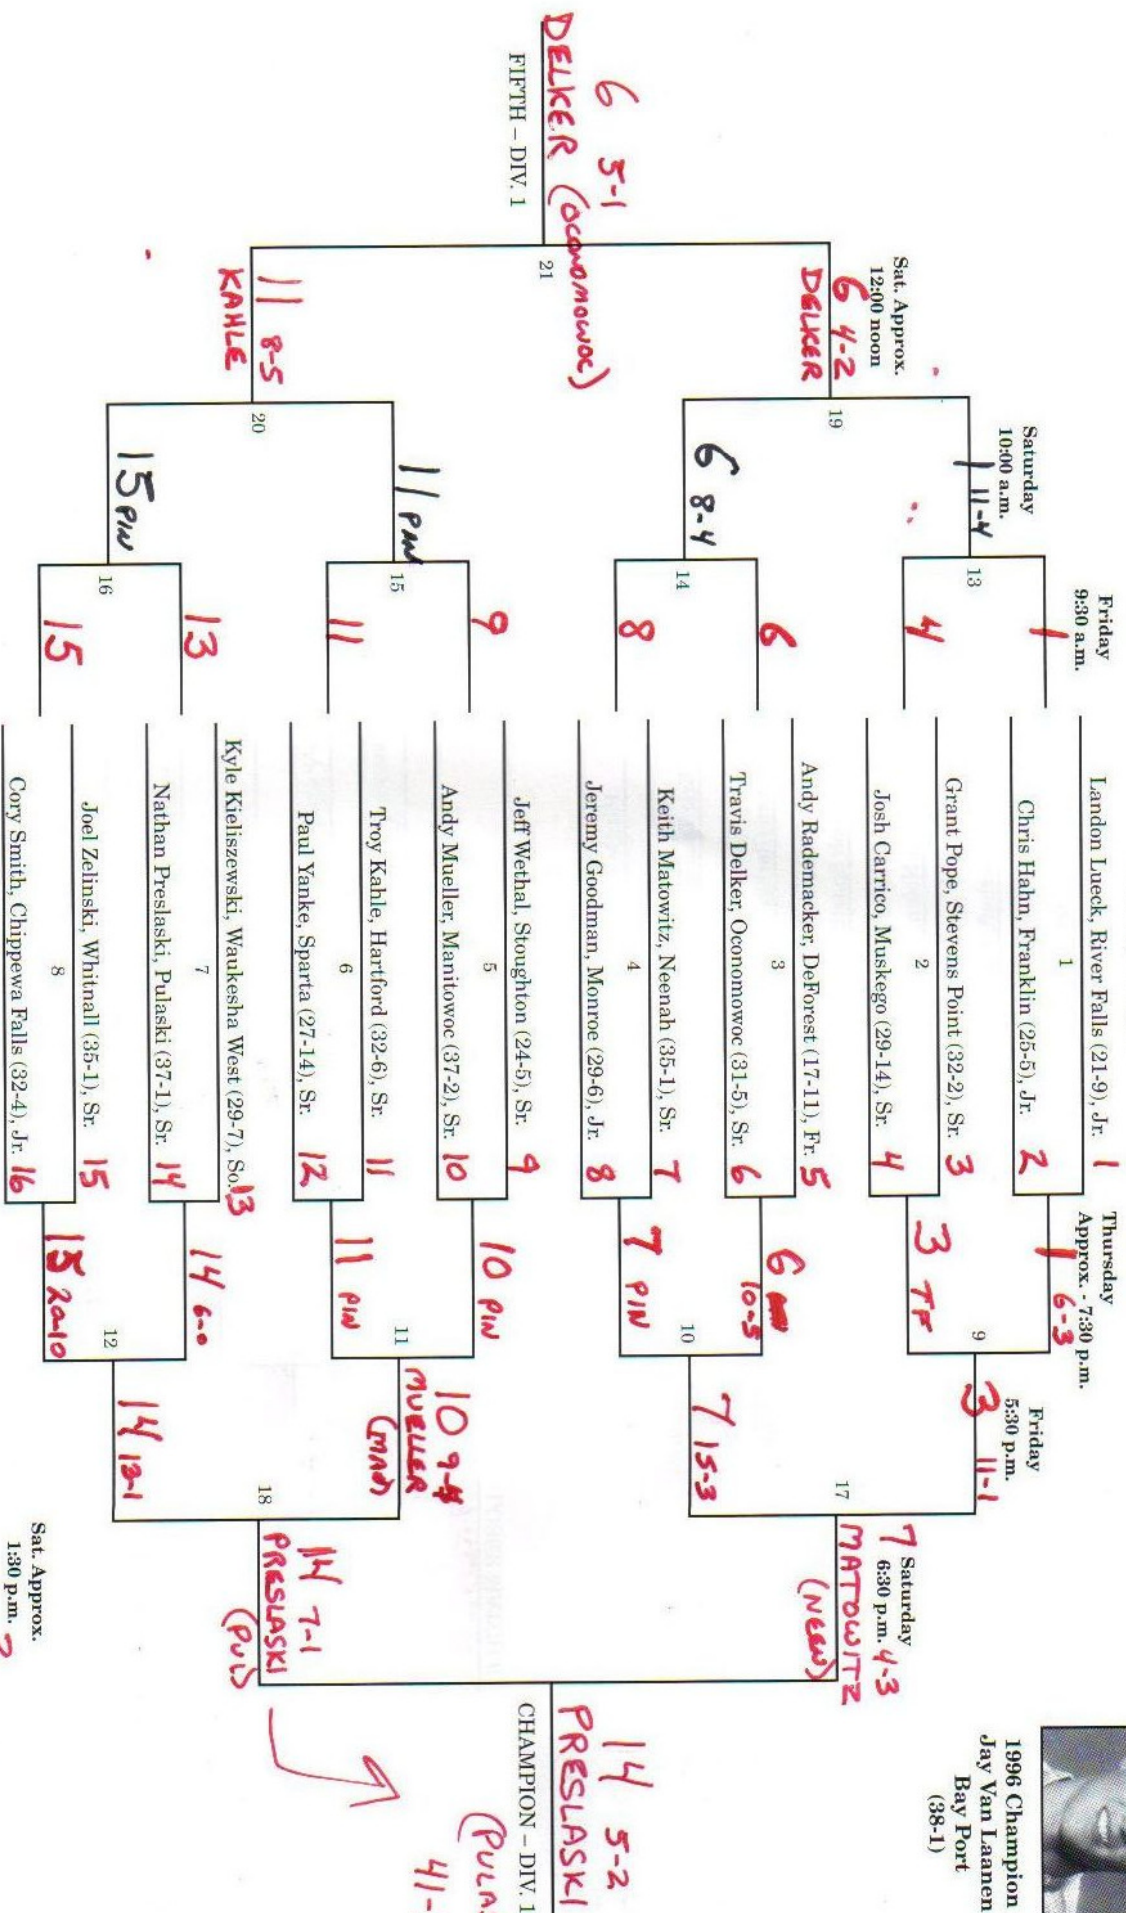 Friday
9:30 a.m.
Saturday
10:00 a.m.
Sat. Approx.
12:00 noon
Thursday
Approx. - 7:30 p.m.
Friday
5:30 p.m.
Saturday
6:30 p.m.
1996 Champion
Jay Van Laanen
Bay Port
(38-1)
Landon Lueck, River Falls (21-9), Jr. 1
1
Chris Hahn, Franklin (25-5), Jr. 2
Grant Pope, Stevens Point (32-2), Sr. 3
2
Josh Carrico, Muskego (29-14), Sr. 4
Andy Rademacker, DeForest (17-11), Fr. 5
3
Travis Delker, Oconomowoc (31-5), Sr. 6
Keith Matowitz, Neenah (35-1), Sr. 7
4
Jeremy Goodman, Monroe (29-6), Jr. 8
Jeff Wethal, Stoughton (24-5), Sr. 9
5
Andy Mueller, Manitowoc (37-2), Sr. 10
Troy Kahle, Hartford (32-6), Sr. 11
6
Paul Yanke, Sparta (27-14), Sr. 12
Kyle Kieliszewski, Waukesha West (29-7), So. 13
7
Nathan Preslaski, Pulaski (37-1), Sr. 14
Joel Zelinski, Whitnall (35-1), Sr. 15
8
Cory Smith, Chippewa Falls (32-4), Jr. 16
1 6-3
9
3 TF
6 10-5
10
7 PIN
10 PIN
11
11 PIN
14 6-0
12
15 20-10
3 11-1
17
7 15-3
10
MUELLER
18
14 13-1
7 4-3
MATOWITZ
14 7-1
PRESLASKI
(PUL)
14 5-2
PRESLASKI
CHAMPION – DIV. 1
1
13
4
6
14
8
9
15
11
13
16
15
1 11-4
19
6 8-4
11 PIN
20
15 PIN
6 4-2
DELKER
21
11 8-5
KAHLE
6 5-1
DELKER (OCONOMOWOC)
FIFTH – DIV. 1
Sat. Approx.
1:30 p.m.